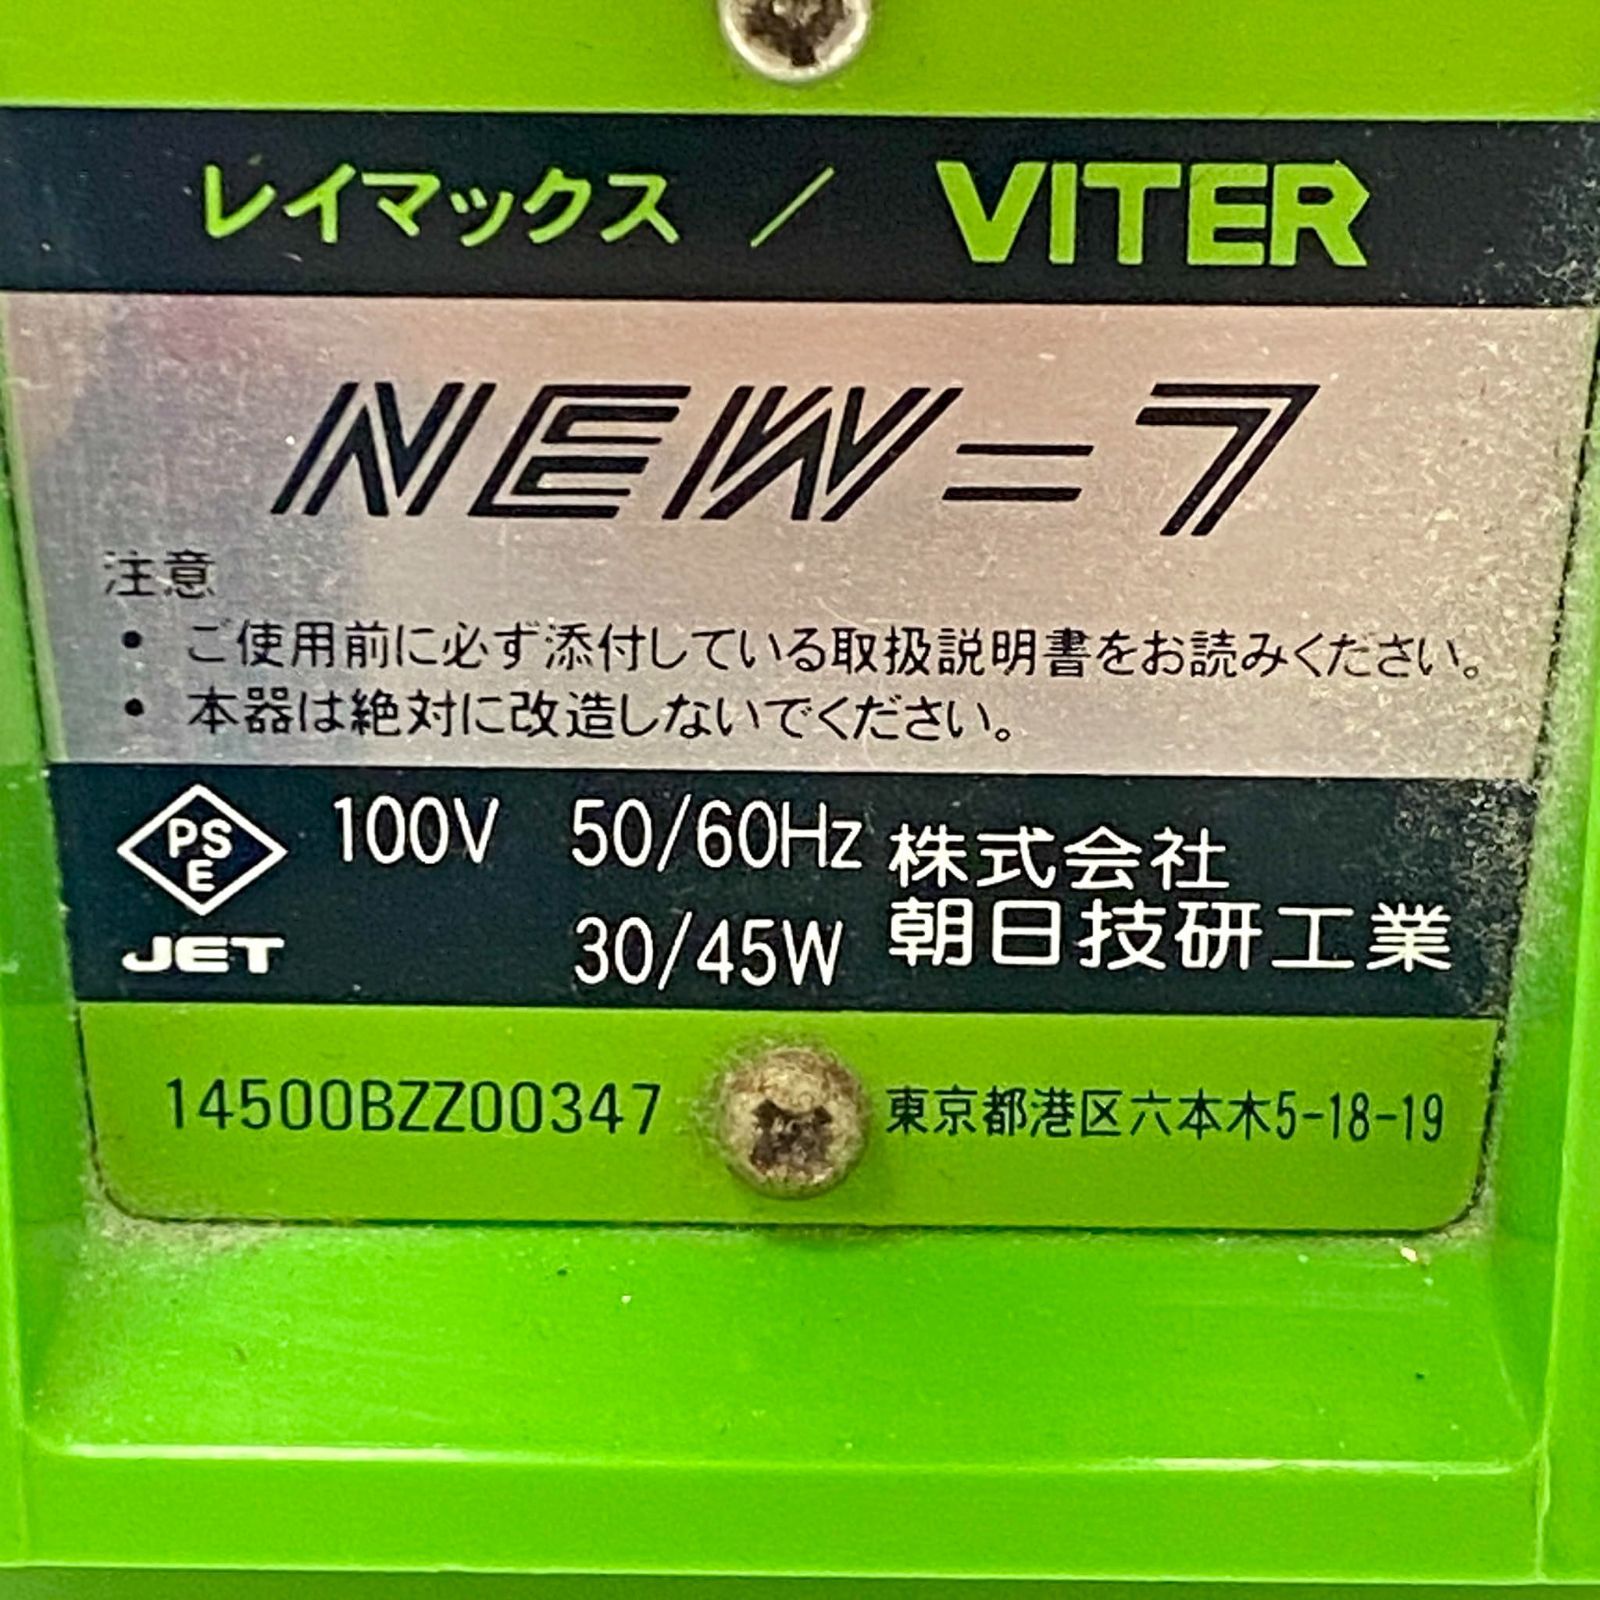 レイマックス / VITER
NEW=7
注意
• ご使用前に必ず添付している取扱説明書をお読みください。
• 本器は絶対に改造しないでください。
PS
E
JET
100V 50/60Hz
30/45W
株式会社
朝日技研工業
14500BZZ00347
東京都港区六本木5-18-19